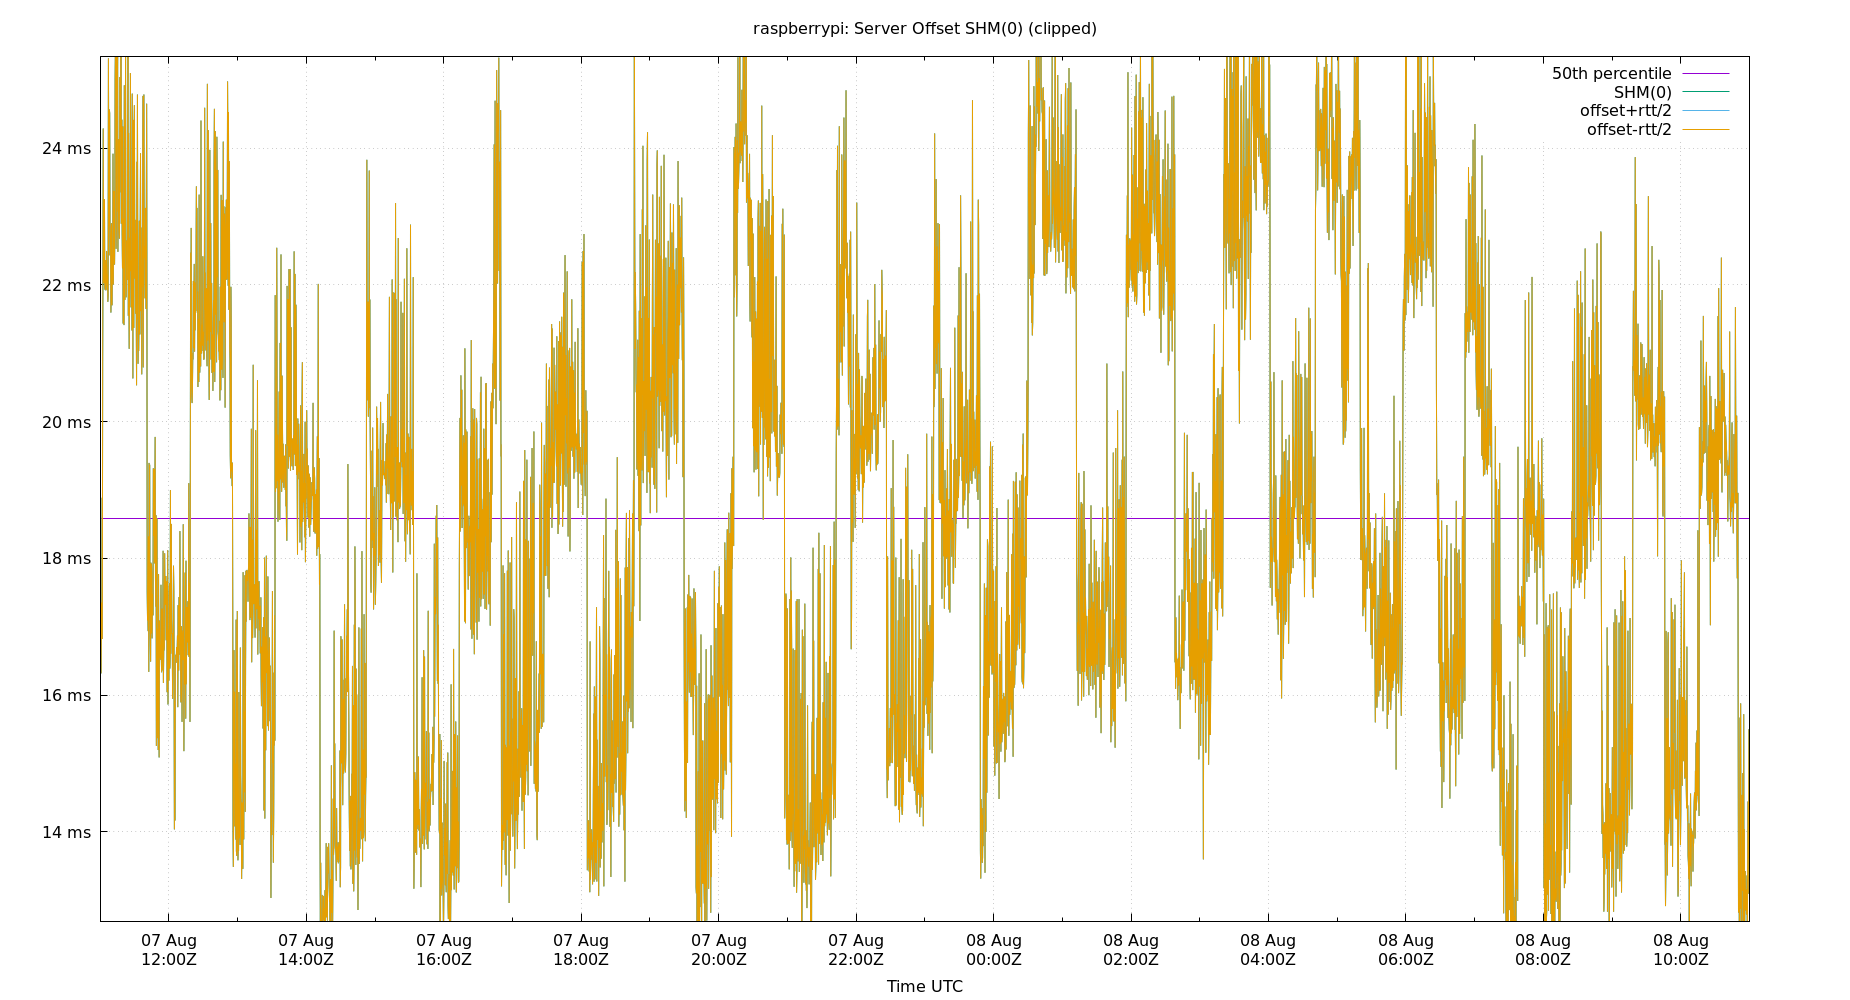 raspberrypi: Server Offset SHM(0) (clipped)
50th percentile
SHM(0)
offset+rtt/2
offset-rtt/2
24 ms
22 ms
20 ms
18 ms
16 ms
14 ms
07 Aug 07 Aug 07 Aug 07 Aug 07 Aug 07 Aug 08 Aug 08 Aug 08 Aug 08 Aug 08 Aug 08 Aug
12:00Z 14:00Z 16:00Z 18:00Z 20:00Z 22:00Z 00:00Z 02:00Z 04:00Z 06:00Z 08:00Z 10:00Z
Time UTC